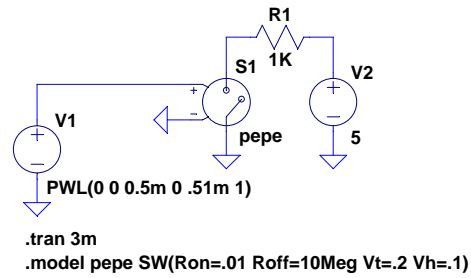 R1
1K
S1
V2
+
−
pepe
V1
+
−
+
−
5
PWL(0 0 0.5m 0 .51m 1)
.tran 3m
.model pepe SW(Ron=.01 Roff=10Meg Vt=.2 Vh=.1)